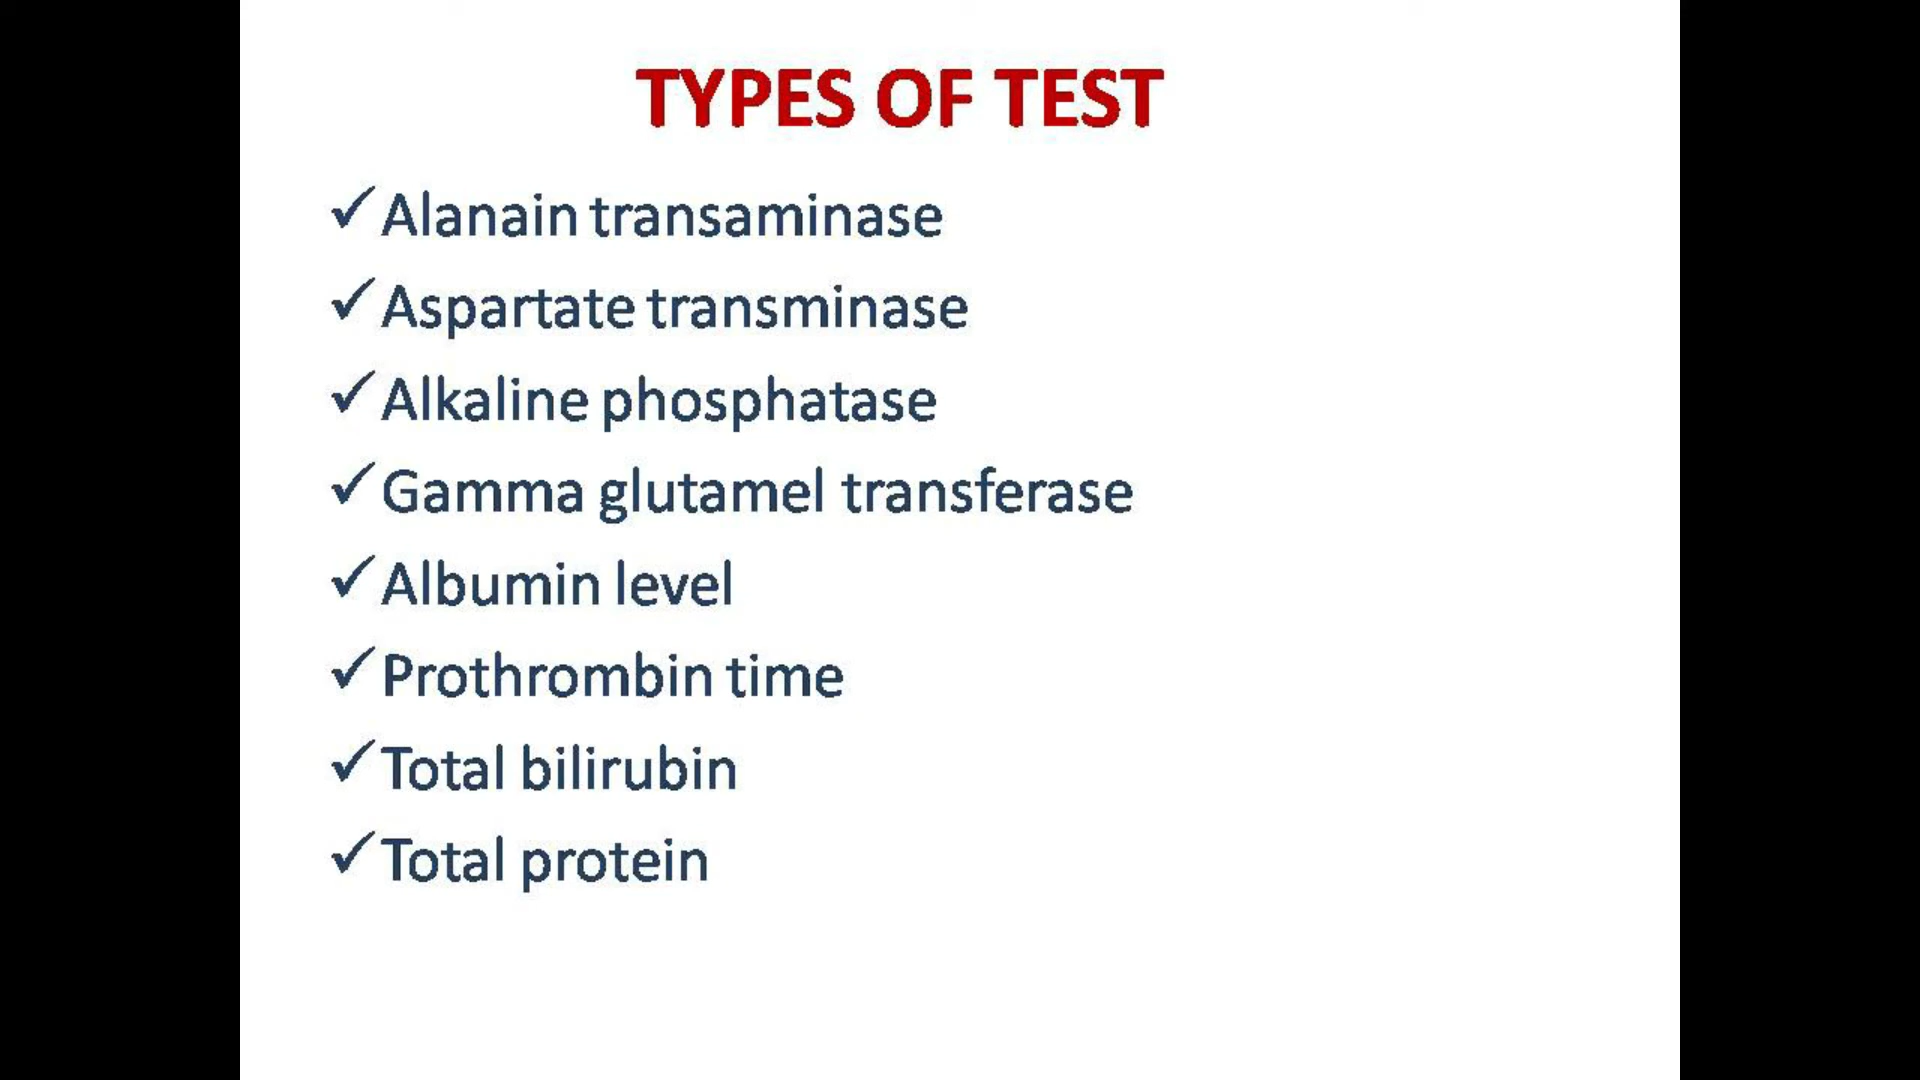 TYPES OF TEST
✓Alanain transaminase
✓Aspartate transminase
✓Alkaline phosphatase
✓Gamma glutamel transferase
✓Albumin level
✓Prothrombin time
✓Total bilirubin
✓Total protein